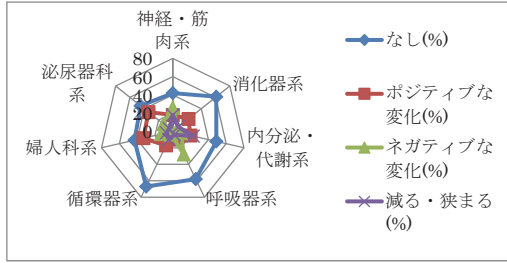 神経・筋
肉系
消化器系
内分泌・
代謝系
呼吸器系
循環器系
婦人科系
泌尿器科
系
80
60
40
20
0
なし(%)
ポジティブな
変化(%)
ネガティブな
変化(%)
減る・狭まる
(%)